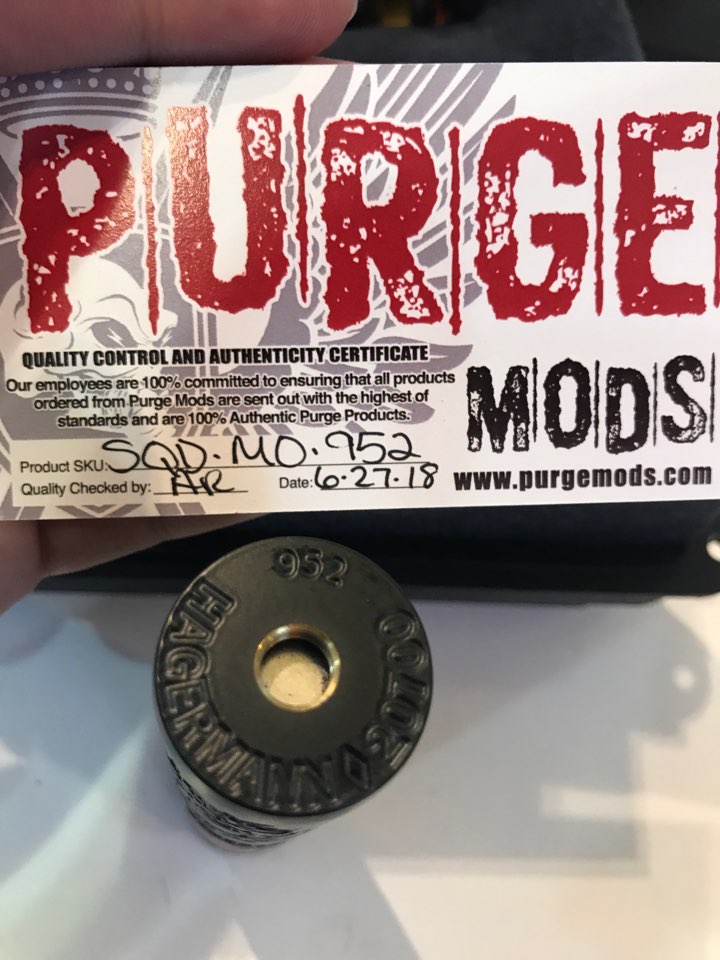 PURGE
MODS
QUALITY CONTROL AND AUTHENTICITY CERTIFICATE
Our employees are 100% committed to ensuring that all products
ordered from Purge Mods are sent out with the highest of
standards and are 100% Authentic Purge Products.
Product SKU: SQD.MO.952
Quality Checked by: AR Date: 6.27.18
www.purgemods.com
952
HAGERMANN ◊ 20700